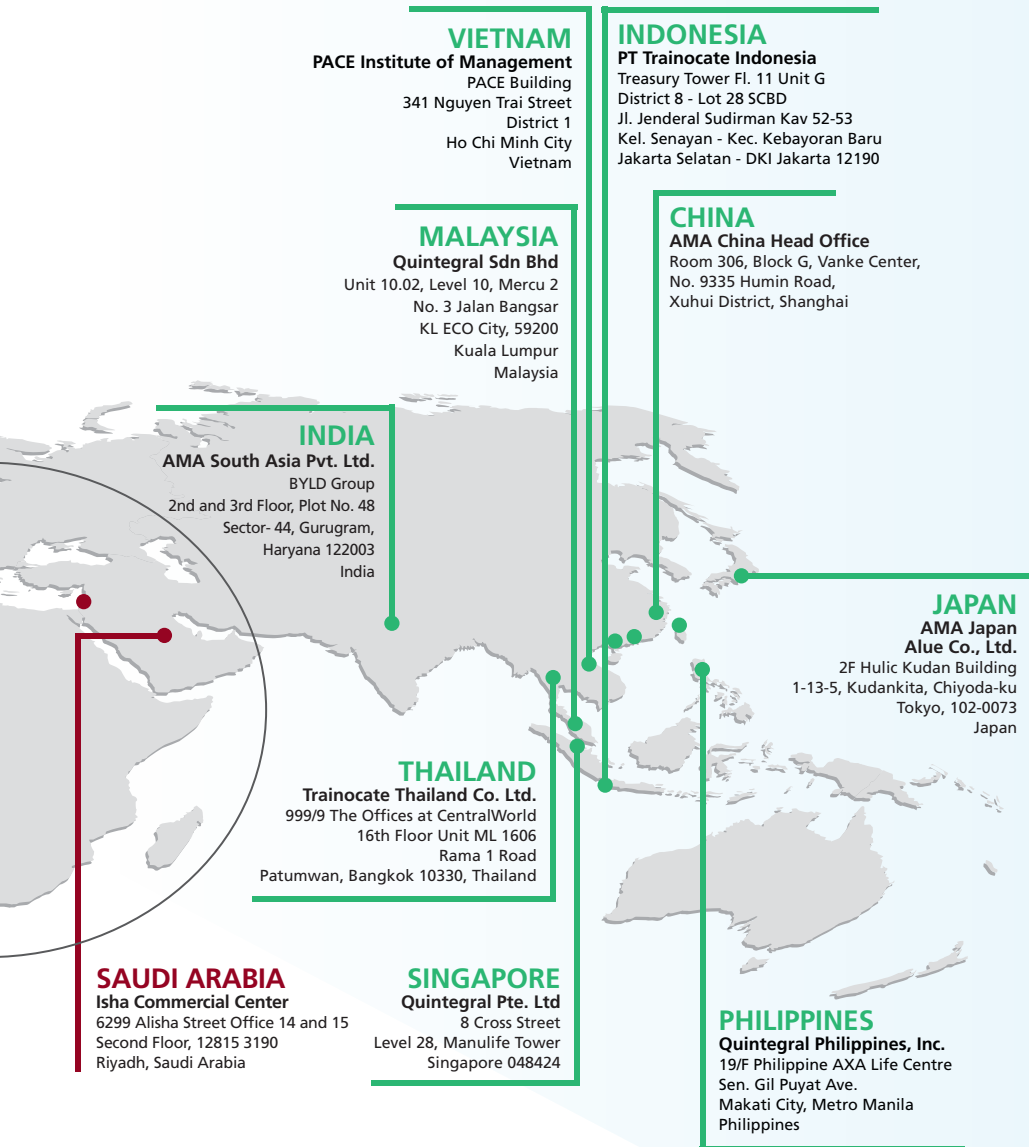 VIETNAM
PACE Institute of Management
PACE Building
341 Nguyen Trai Street
District 1
Ho Chi Minh City
Vietnam
INDONESIA
PT Trainocate Indonesia
Treasury Tower Fl. 11 Unit G
District 8 - Lot 28 SCBD
Jl. Jenderal Sudirman Kav 52-53
Kel. Senayan - Kec. Kebayoran Baru
Jakarta Selatan - DKI Jakarta 12190
MALAYSIA
Quintegral Sdn Bhd
Unit 10.02, Level 10, Mercu 2
No. 3 Jalan Bangsar
KL ECO City, 59200
Kuala Lumpur
Malaysia
CHINA
AMA China Head Office
Room 306, Block G, Vanke Center,
No. 9335 Humin Road,
Xuhui District, Shanghai
INDIA
AMA South Asia Pvt. Ltd.
BYLD Group
2nd and 3rd Floor, Plot No. 48
Sector- 44, Gurugram,
Haryana 122003
India
JAPAN
AMA Japan
Alue Co., Ltd.
2F Hulic Kudan Building
1-13-5, Kudankita, Chiyoda-ku
Tokyo, 102-0073
Japan
THAILAND
Trainocate Thailand Co. Ltd.
999/9 The Offices at CentralWorld
16th Floor Unit ML 1606
Rama 1 Road
Patumwan, Bangkok 10330, Thailand
SAUDI ARABIA
Isha Commercial Center
6299 Alisha Street Office 14 and 15
Second Floor, 12815 3190
Riyadh, Saudi Arabia
SINGAPORE
Quintegral Pte. Ltd
8 Cross Street
Level 28, Manulife Tower
Singapore 048424
PHILIPPINES
Quintegral Philippines, Inc.
19/F Philippine AXA Life Centre
Sen. Gil Puyat Ave.
Makati City, Metro Manila
Philippines